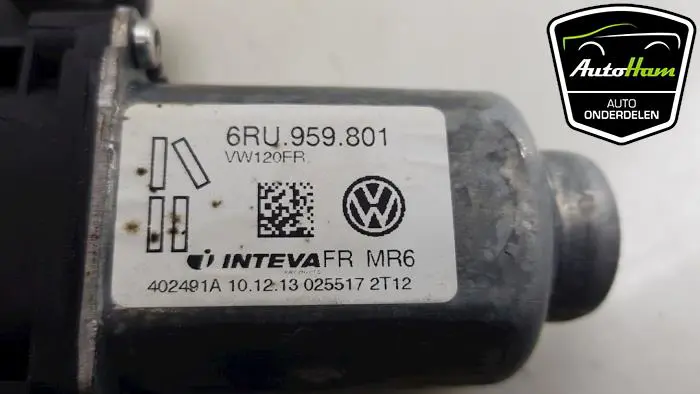 6RU.959.801
VW120FR
INTEVA FR MR6
402491A 10.12.13 025517 2T12
AutoHam
AUTO
ONDERDELEN